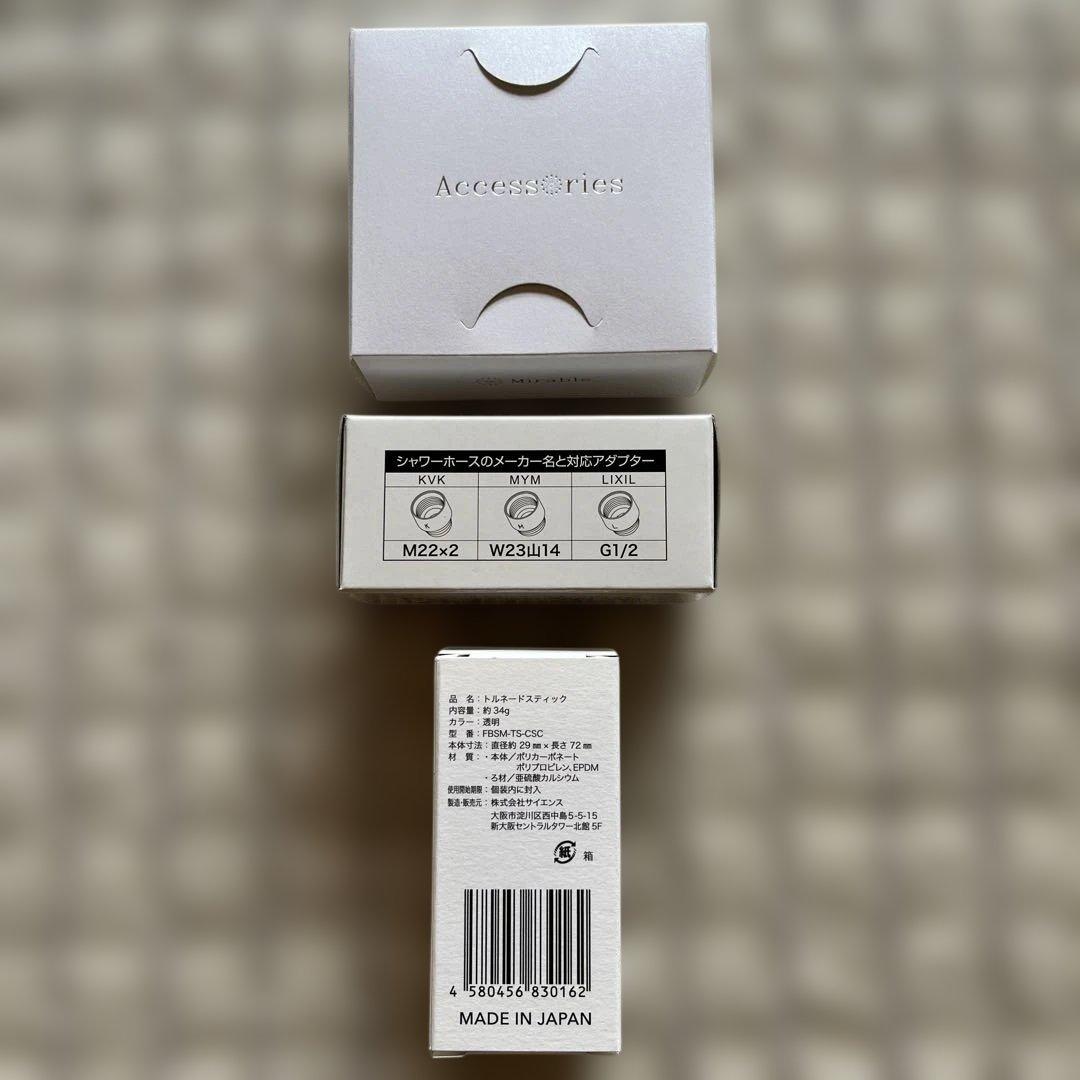 Accessories
Mirable
シャワーホースのメーカー名と対応アダプター
KVK MYM LIXIL
K M L
M22×2 W23山14 G1/2
品 名：トルネードスティック
内容量：約34g
カラー：透明
型 番：FBSM-TS-CSC
本体寸法：直径約 29㎜×長さ 72㎜
材 質：・本体／ポリカーボネート
ポリプロピレン、EPDM
・ろ材／亜硫酸カルシウム
使用開始期限：個装内に封入
製造・販売元：株式会社サイエンス
大阪市淀川区西中島5-5-15
新大阪セントラルタワー北館 5F
紙 箱
4 580456 830162
MADE IN JAPAN